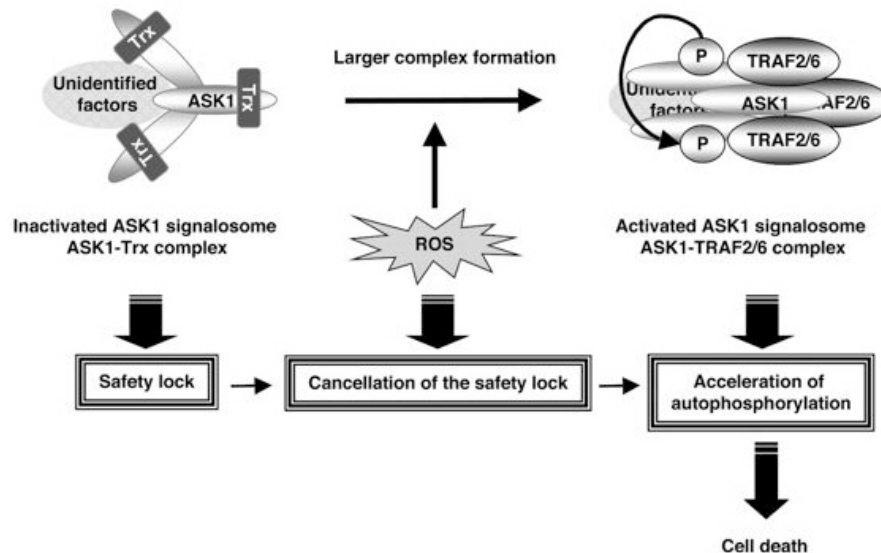 Trx
Unidentified
factors
ASK1
Trx
Trx
Larger complex formation
P
TRAF2/6
Unidentified
factors
ASK1
TRAF2/6
P
TRAF2/6
Inactivated ASK1 signalosome
ASK1-Trx complex
ROS
Activated ASK1 signalosome
ASK1-TRAF2/6 complex
Safety lock
Cancellation of the safety lock
Acceleration of
autophosphorylation
Cell death